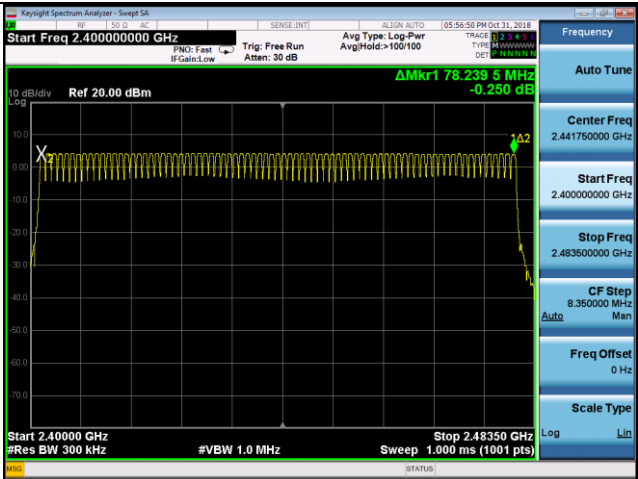 Keysight Spectrum Analyzer - Swept SA
RF 50 Ω AC SENSE:INT ALIGN AUTO 05:56:50 PM Oct 31, 2018
Start Freq 2.400000000 GHz
PNO: Fast
IFGain:Low
Trig: Free Run
Atten: 30 dB
Avg Type: Log-Pwr
Avg|Hold:>100/100
TRACE 1 2 3 4 5 6
TYPE M WWWWW
DET P NNNNN
ΔMkr1 78.239 5 MHz
-0.250 dB
10 dB/div Ref 20.00 dBm
Log
10.0
0.00
-10.0
-20.0
-30.0
-40.0
-50.0
-60.0
-70.0
X2
1Δ2
Start 2.40000 GHz Stop 2.48350 GHz
#Res BW 300 kHz #VBW 1.0 MHz Sweep 1.000 ms (1001 pts)
MSG STATUS
Frequency
Auto Tune
Center Freq
2.441750000 GHz
Start Freq
2.400000000 GHz
Stop Freq
2.483500000 GHz
CF Step
8.350000 MHz
Auto Man
Freq Offset
0 Hz
Scale Type
Log Lin